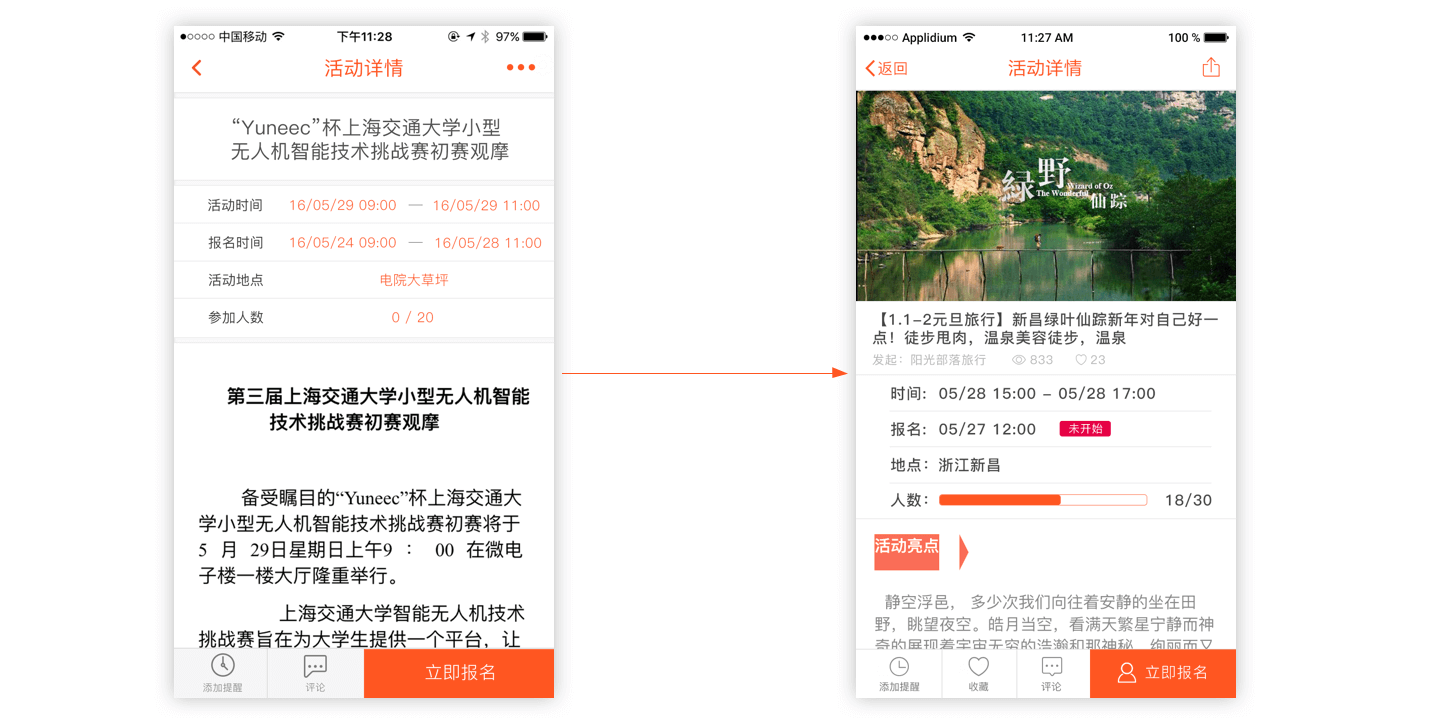 中国移动 下午11:28 97%
活动详情
“Yuneec”杯上海交通大学小型
无人机智能技术挑战赛初赛观摩
活动时间 16/05/29 09:00 — 16/05/29 11:00
报名时间 16/05/24 09:00 — 16/05/28 11:00
活动地点 电院大草坪
参加人数 0 / 20
第三届上海交通大学小型无人机智能
技术挑战赛初赛观摩
备受瞩目的“Yuneec”杯上海交通大
学小型无人机智能技术挑战赛初赛将于
5 月 29日星期日上午9 : 00 在微电
子楼一楼大厅隆重举行。
上海交通大学智能无人机技术
挑战赛旨在为大学生提供一个平台，让
添加提醒 评论 立即报名
Applidium 11:27 AM 100 %
返回 活动详情
綠野仙踪
Wizard of Oz
The Wonderful
【1.1-2元旦旅行】新昌绿叶仙踪新年对自己好一
点！徒步甩肉，温泉美容徒步，温泉
发起：阳光部落旅行 833 23
时间：05/28 15:00 - 05/28 17:00
报名：05/27 12:00 未开始
地点：浙江新昌
人数： 18/30
活动亮点
静空浮邑， 多少次我们向往着安静的坐在田
野，眺望夜空。皓月当空，看满天繁星宁静而神
奇的展现着宇宙无穷的浩瀚和那神秘，绚丽而又
添加提醒 收藏 评论 立即报名